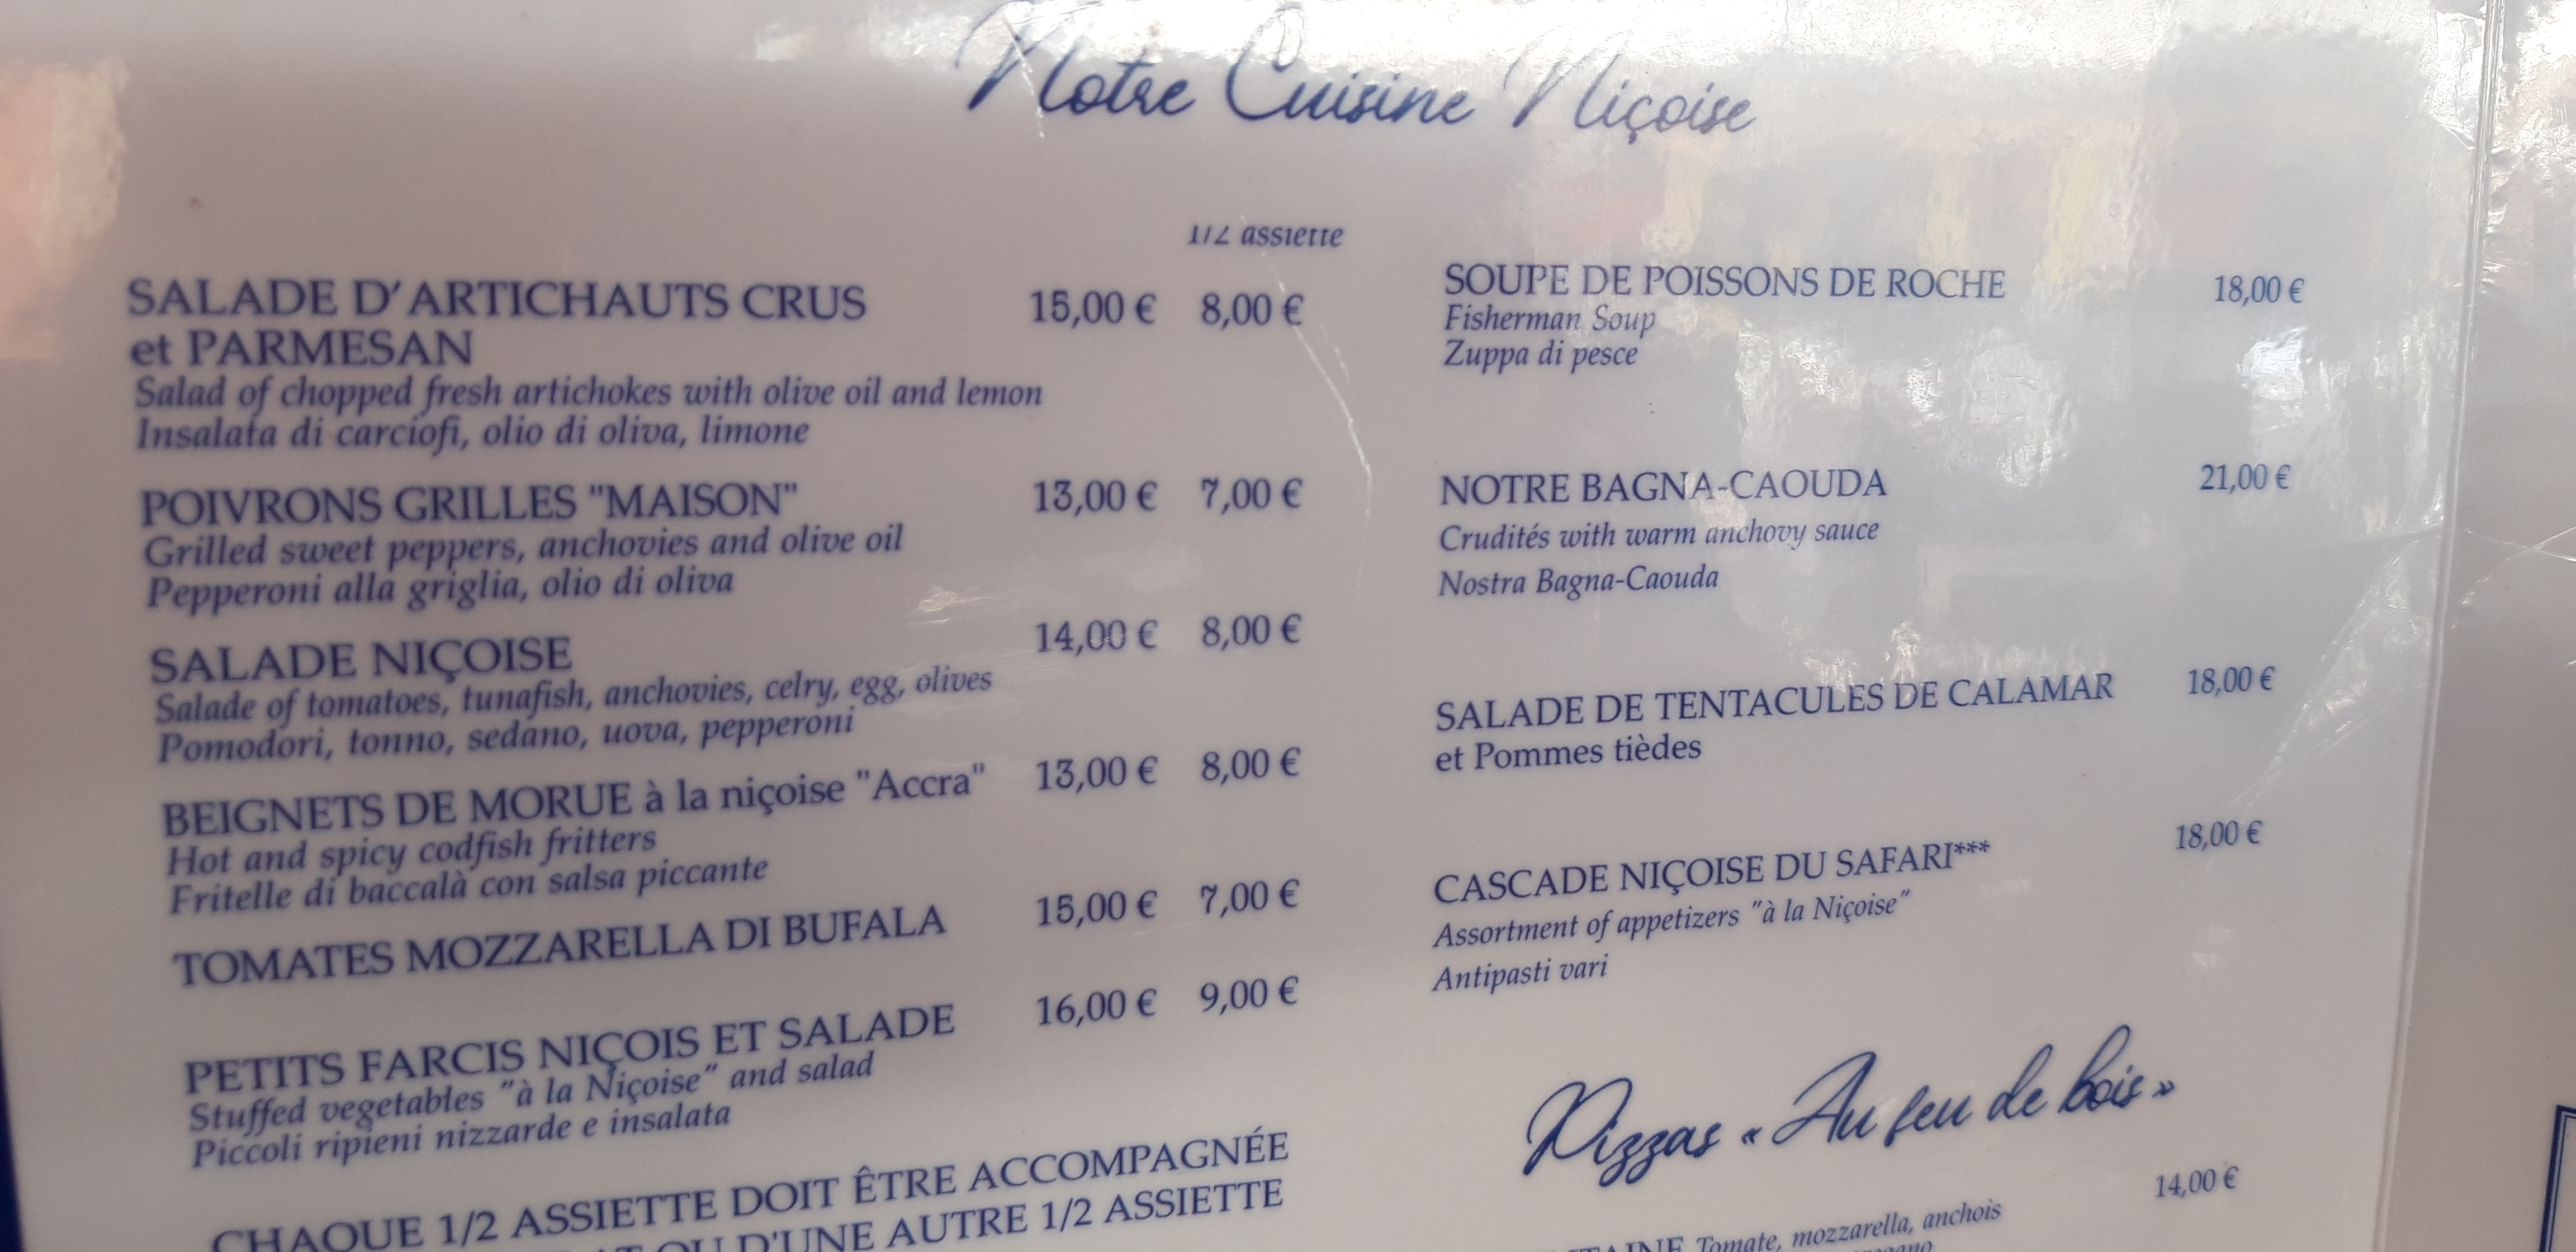 Notre Cuisine Niçoise
1/2 assiette
SALADE D'ARTICHAUTS CRUS 15,00 € 8,00 €
et PARMESAN
Salad of chopped fresh artichokes with olive oil and lemon
Insalata di carciofi, olio di oliva, limone
POIVRONS GRILLES "MAISON" 13,00 € 7,00 €
Grilled sweet peppers, anchovies and olive oil
Pepperoni alla griglia, olio di oliva
SALADE NIÇOISE 14,00 € 8,00 €
Salade of tomatoes, tunafish, anchovies, celry, egg, olives
Pomodori, tonno, sedano, uova, pepperoni
BEIGNETS DE MORUE à la niçoise "Accra" 13,00 € 8,00 €
Hot and spicy codfish fritters
Fritelle di baccalà con salsa piccante
TOMATES MOZZARELLA DI BUFALA 15,00 € 7,00 €
PETITS FARCIS NIÇOIS ET SALADE 16,00 € 9,00 €
Stuffed vegetables "à la Niçoise" and salad
Piccoli ripieni nizzarde e insalata
CHAQUE 1/2 ASSIETTE DOIT ÊTRE ACCOMPAGNÉE
OU D'UNE AUTRE 1/2 ASSIETTE
SOUPE DE POISSONS DE ROCHE 18,00 €
Fisherman Soup
Zuppa di pesce
NOTRE BAGNA-CAOUDA 21,00 €
Crudités with warm anchovy sauce
Nostra Bagna-Caouda
SALADE DE TENTACULES DE CALAMAR 18,00 €
et Pommes tièdes
CASCADE NIÇOISE DU SAFARI*** 18,00 €
Assortment of appetizers "à la Niçoise"
Antipasti vari
Pizzas « Au feu de bois »
14,00 €
Tomate, mozzarella, anchois